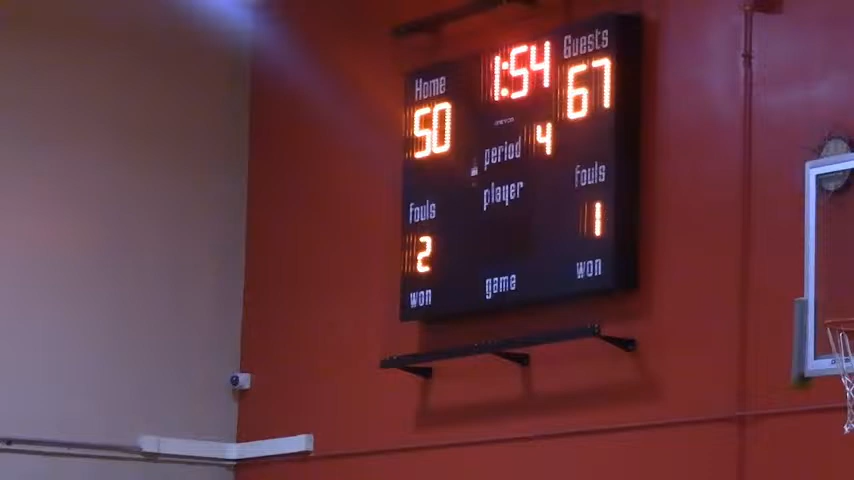 Home 1:54 Guests
50 67
period 4
player
fouls fouls
2 1
won game won